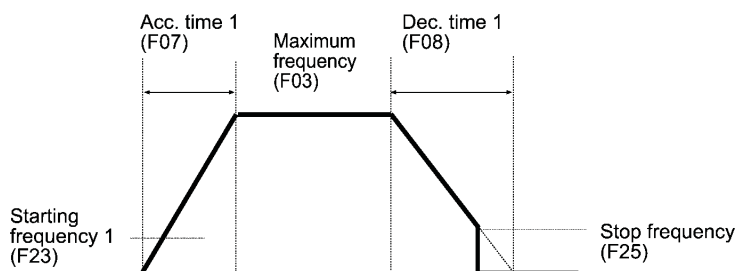 Acc. time 1
(F07)
Maximum
frequency
(F03)
Dec. time 1
(F08)
Starting
frequency 1
(F23)
Stop frequency
(F25)